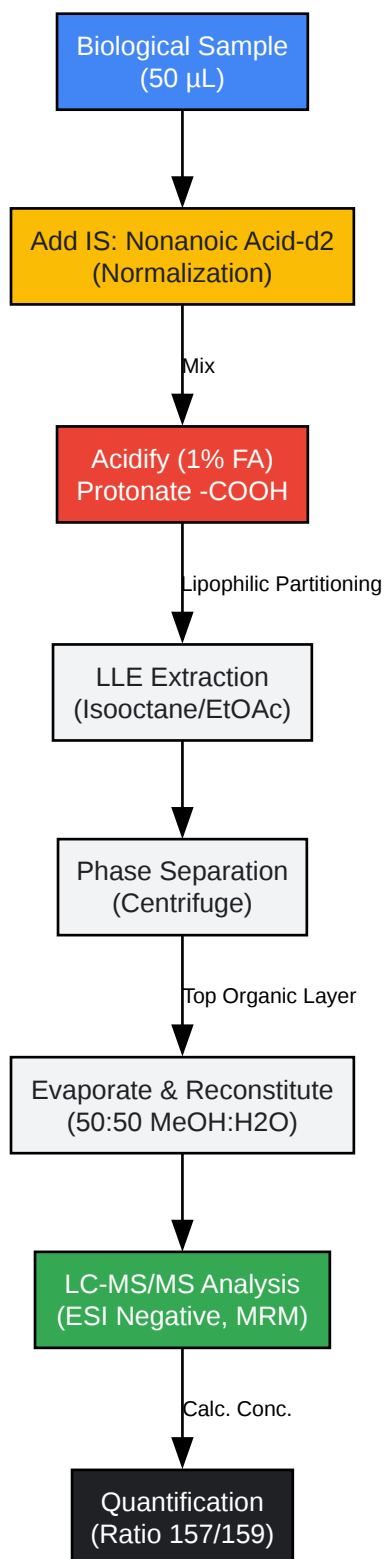 Biological Sample
(50 µL)
Add IS: Nonanoic Acid-d2
(Normalization)
Mix
Acidify (1% FA)
Protonate -COOH
Lipophilic Partitioning
LLE Extraction
(Isooctane/EtOAc)
Phase Separation
(Centrifuge)
Top Organic Layer
Evaporate & Reconstitute
(50:50 MeOH:H2O)
LC-MS/MS Analysis
(ESI Negative, MRM)
Calc. Conc.
Quantification
(Ratio 157/159)